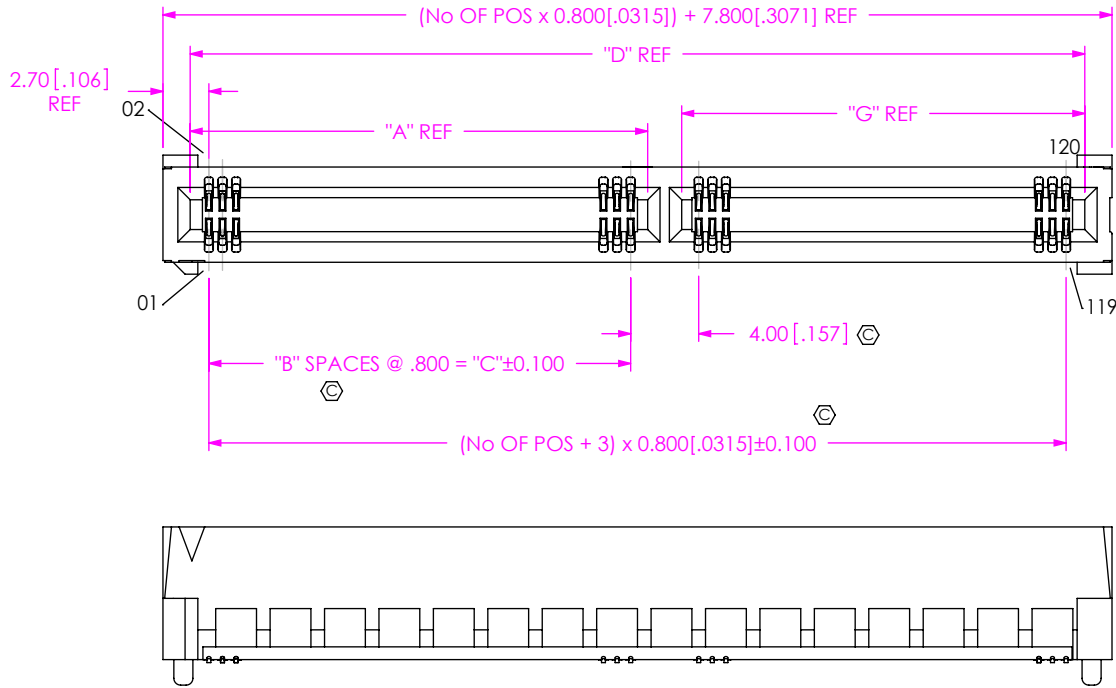 (No OF POS x 0.800[.0315]) + 7.800[.3071] REF
"D" REF
2.70[.106]
REF
02
"A" REF
"G" REF
120
01
119
4.00[.157] C
"B" SPACES @ .800 = "C"±0.100
C
C
(No OF POS + 3) x 0.800[.0315]±0.100